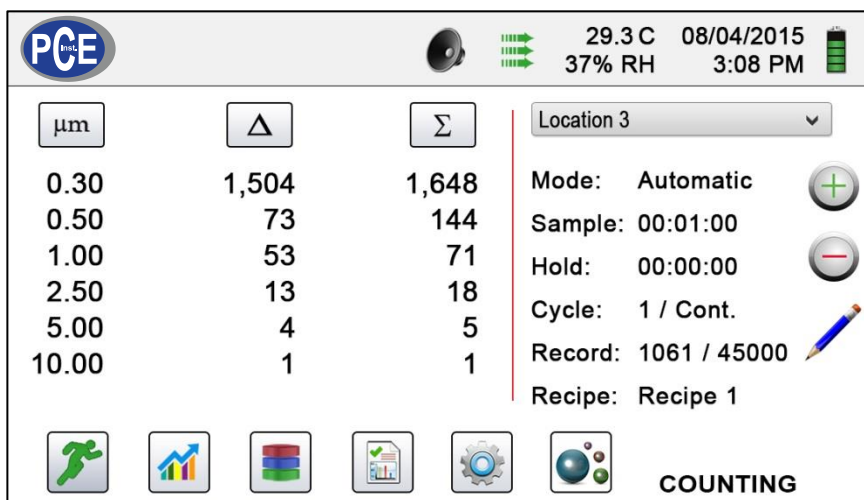 PCE Inst.
29.3 C 08/04/2015
37% RH 3:08 PM
µm Δ Σ
0.30 1,504 1,648
0.50 73 144
1.00 53 71
2.50 13 18
5.00 4 5
10.00 1 1
Location 3
Mode: Automatic
Sample: 00:01:00
Hold: 00:00:00
Cycle: 1 / Cont.
Record: 1061 / 45000
Recipe: Recipe 1
COUNTING